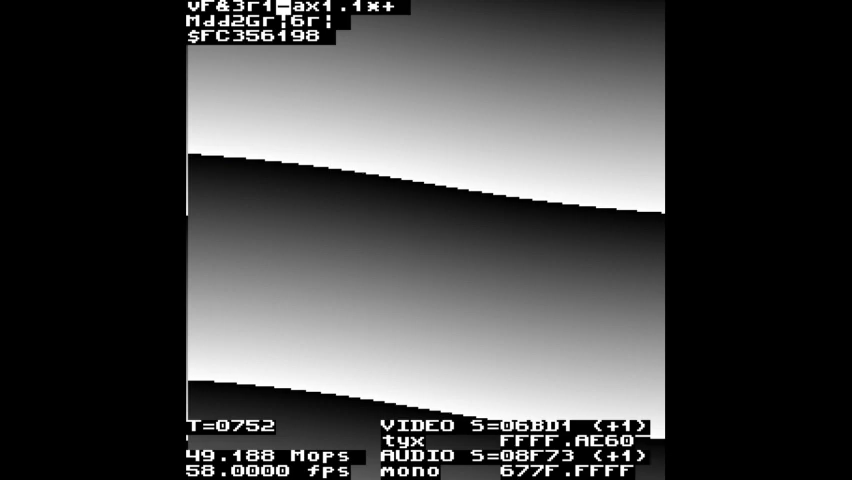 vF&3r1-ax1.1*+
Mdd2Gr¦6r¦
$FC356198
T=0752 VIDEO S=06BD1 (+1)
tyx FFFF.AE60
49.188 Mops AUDIO S=08F73 (+1)
58.0000 fps mono 677F.FFFF